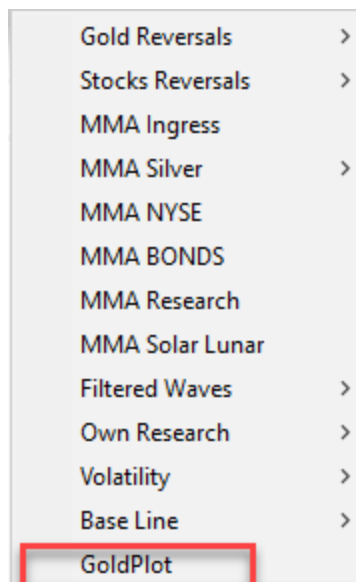 Gold Reversals
Stocks Reversals
MMA Ingress
MMA Silver
MMA NYSE
MMA BONDS
MMA Research
MMA Solar Lunar
Filtered Waves
Own Research
Volatility
Base Line
GoldPlot